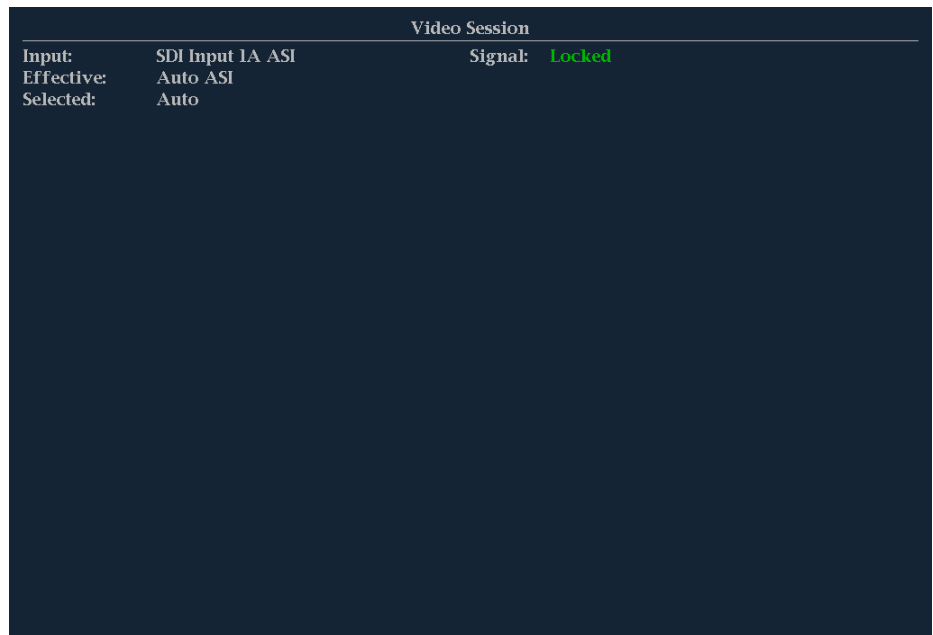 Video Session
Input: SDI Input 1A ASI Signal: Locked
Effective: Auto ASI
Selected: Auto